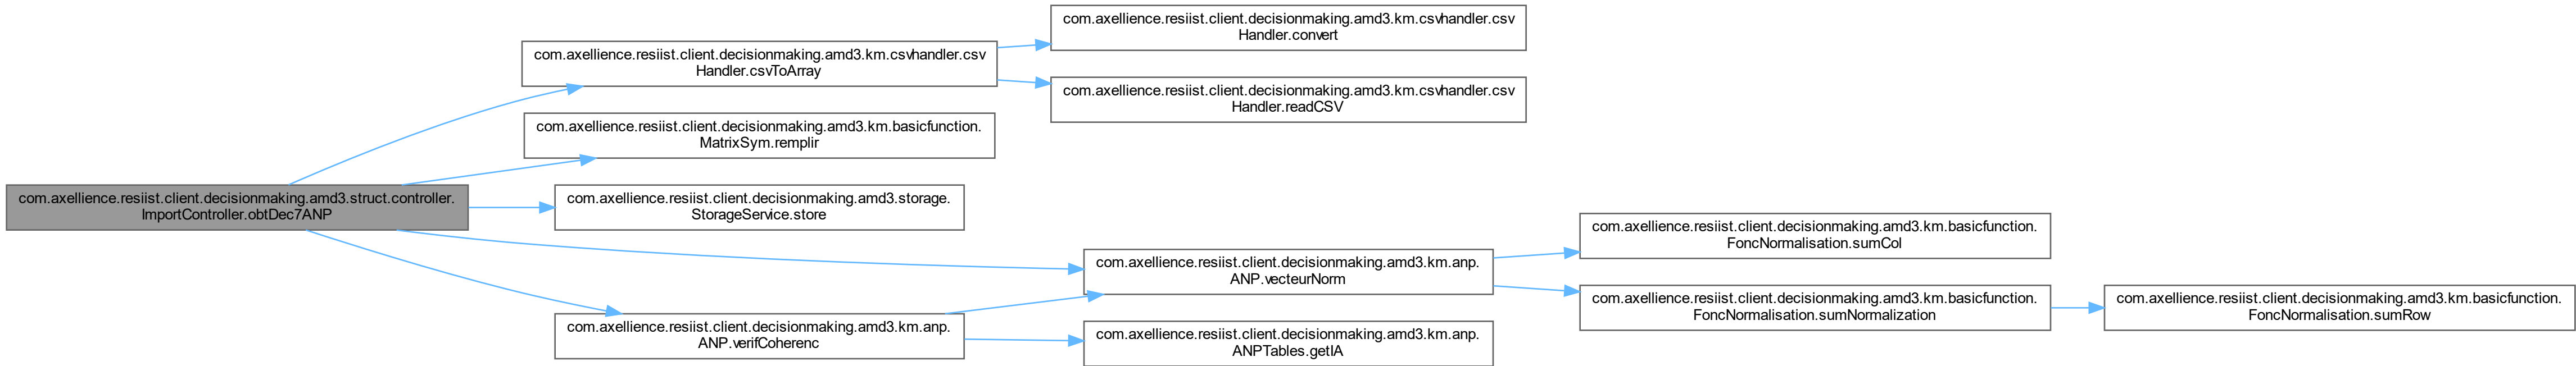 com.axellience.resiist.client.decisionmaking.amd3.struct.controller.
ImportController.obtDec7ANP
com.axellience.resiist.client.decisionmaking.amd3.km.csvhandler.csv
Handler.csvToArray
com.axellience.resiist.client.decisionmaking.amd3.km.csvhandler.csv
Handler.convert
com.axellience.resiist.client.decisionmaking.amd3.km.csvhandler.csv
Handler.readCSV
com.axellience.resiist.client.decisionmaking.amd3.km.basicfunction.
MatrixSym.remplir
com.axellience.resiist.client.decisionmaking.amd3.storage.
StorageService.store
com.axellience.resiist.client.decisionmaking.amd3.km.anp.
ANP.vecteurNorm
com.axellience.resiist.client.decisionmaking.amd3.km.basicfunction.
FoncNormalisation.sumCol
com.axellience.resiist.client.decisionmaking.amd3.km.basicfunction.
FoncNormalisation.sumNormalization
com.axellience.resiist.client.decisionmaking.amd3.km.basicfunction.
FoncNormalisation.sumRow
com.axellience.resiist.client.decisionmaking.amd3.km.anp.
ANP.verifCoherenc
com.axellience.resiist.client.decisionmaking.amd3.km.anp.
ANPTables.getIA